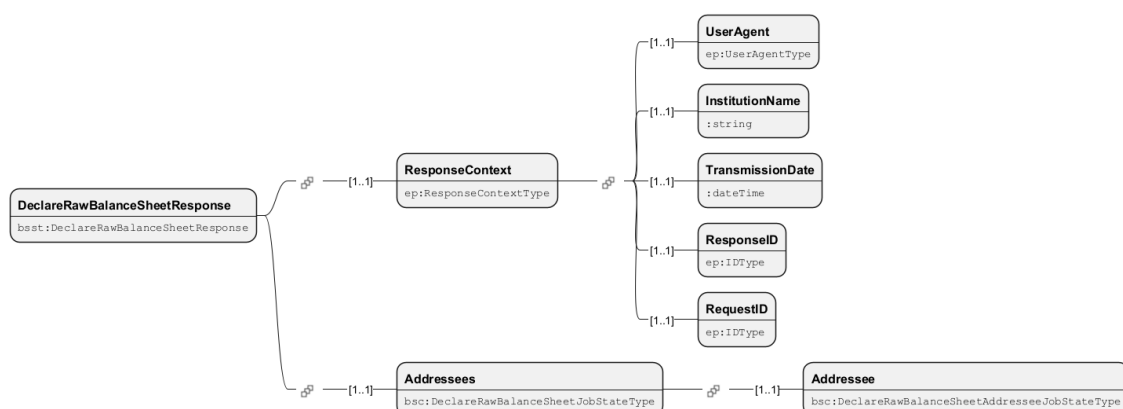 UserAgent
[1..1]
ep:UserAgentType
InstitutionName
[1..1]
:string
ResponseContext
[1..1]
ep:ResponseContextType
TransmissionDate
[1..1]
:dateTime
DeclareRawBalanceSheetResponse
bsst:DeclareRawBalanceSheetResponse
ResponseID
[1..1]
ep:IDType
RequestID
[1..1]
ep:IDType
Addressees
[1..1]
bsc:DeclareRawBalanceSheetJobStateType
Addressee
[1..1]
bsc:DeclareRawBalanceSheetAddresseeJobStateType